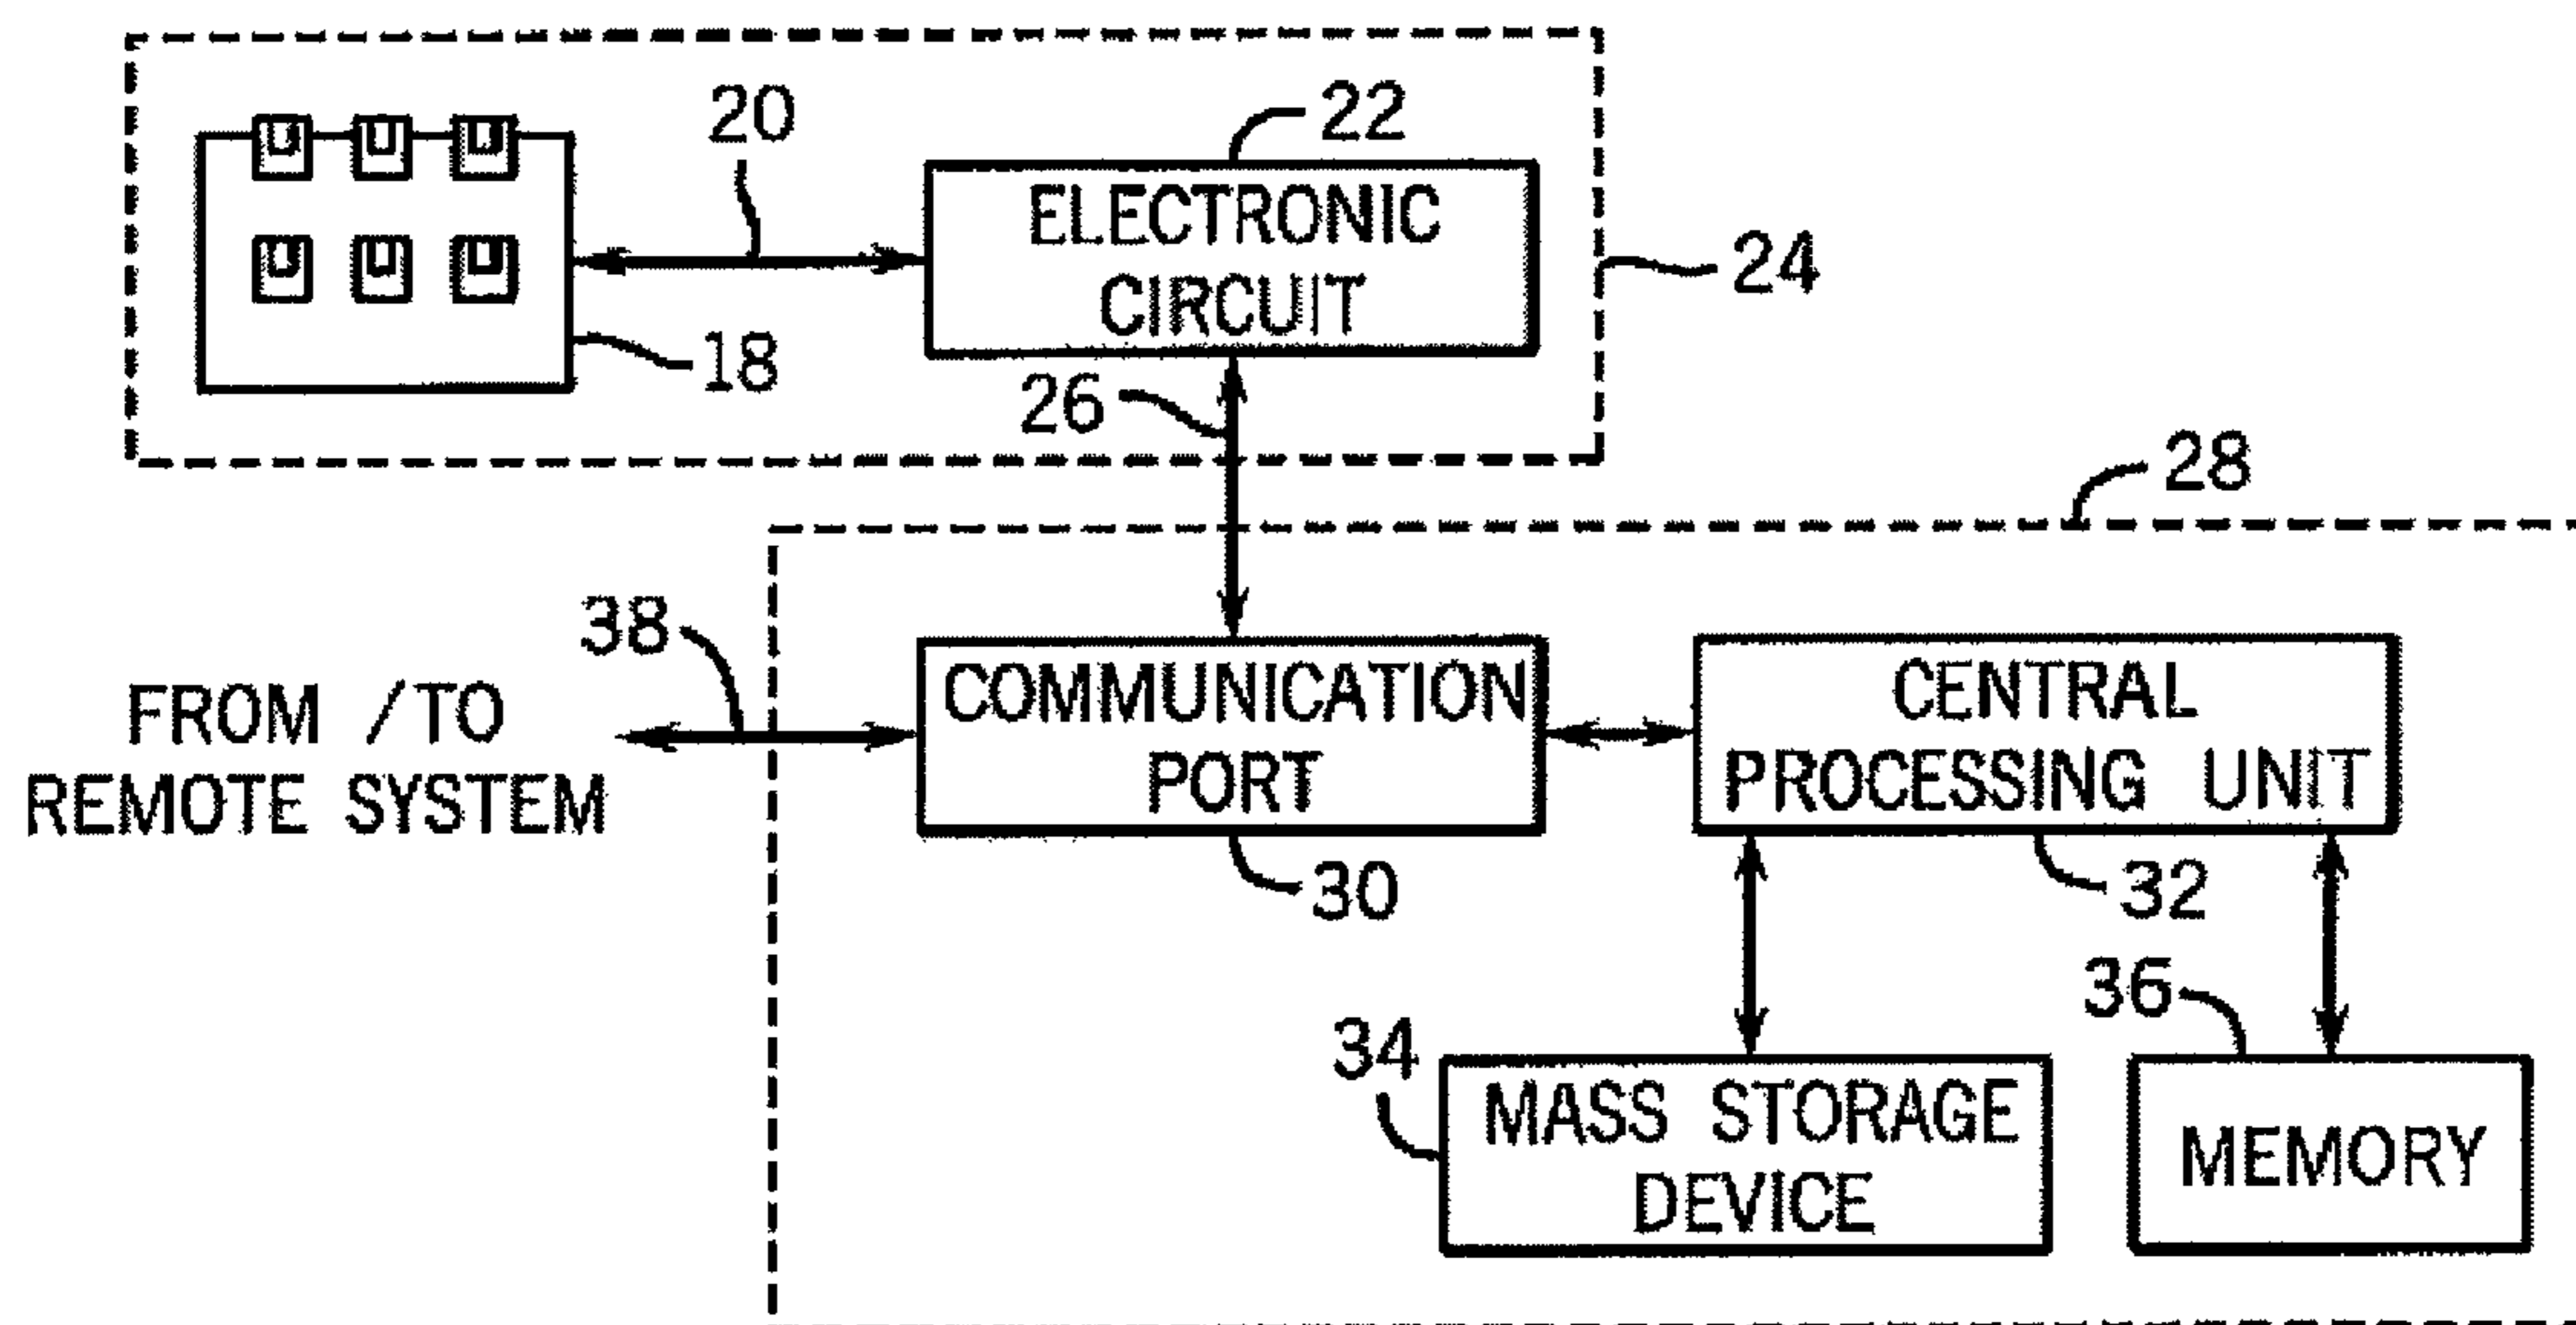 20
22
ELECTRONIC
CIRCUIT
24
18
26
28
38
FROM /TO
REMOTE SYSTEM
COMMUNICATION
PORT
CENTRAL
PROCESSING UNIT
30
32
36
34
MASS STORAGE
DEVICE
MEMORY